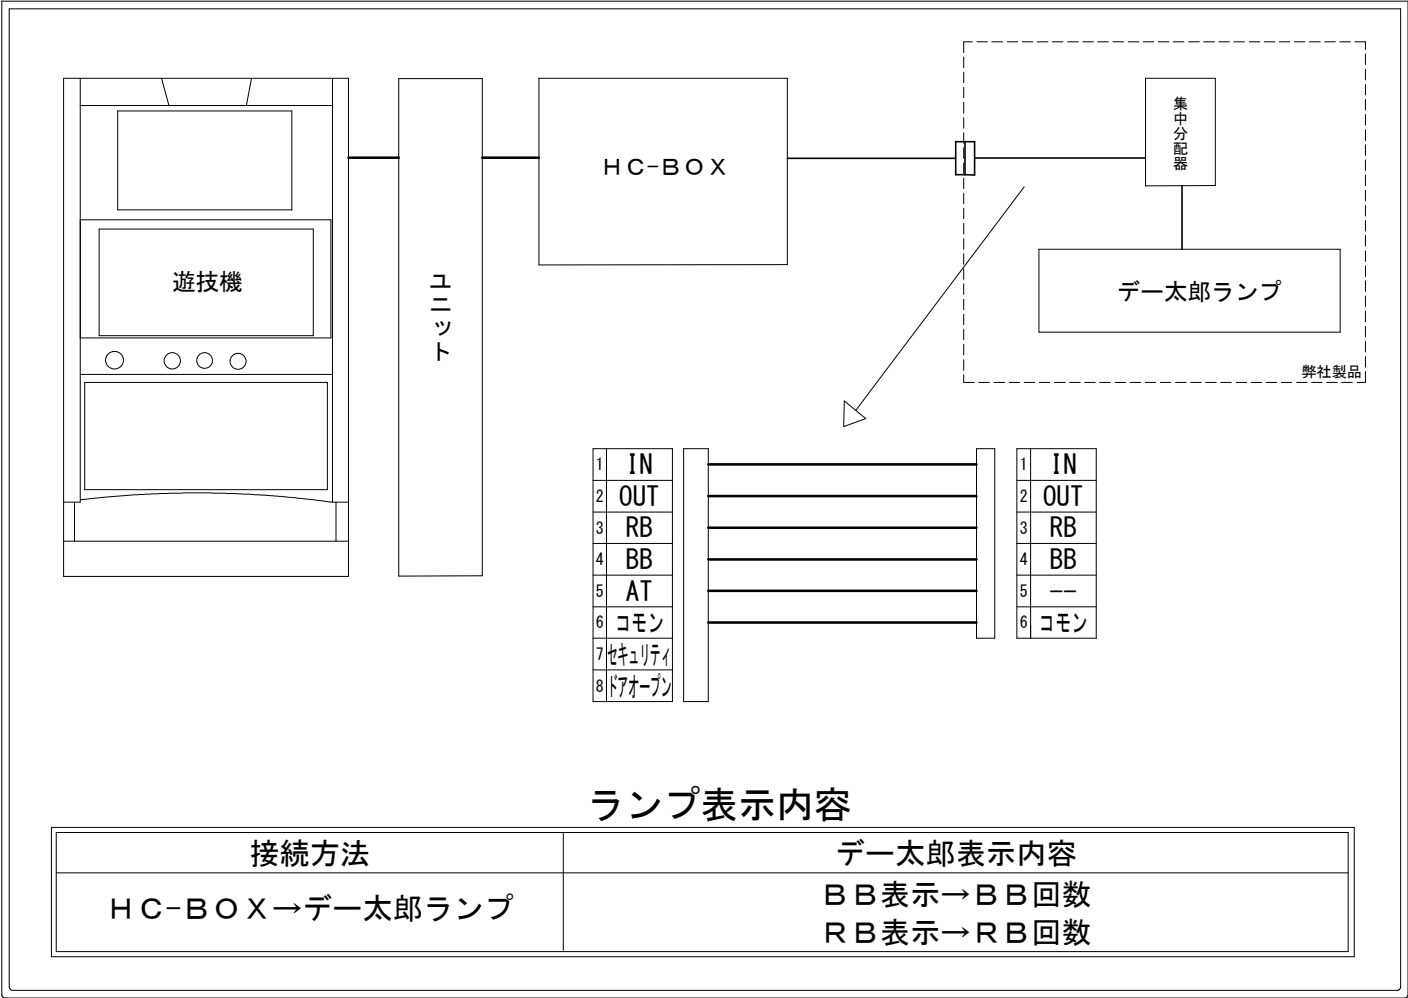 集中分配器
HC-BOX
遊技機
ユニット
デー太郎ランプ
弊社製品
1 IN
2 OUT
3 RB
4 BB
5 AT
6 コモン
7 セキュリティ
8 ドアオープン
1 IN
2 OUT
3 RB
4 BB
5 --
6 コモン
ランプ表示内容
接続方法 デー太郎表示内容
HC-BOX→デー太郎ランプ
BB表示→BB回数
RB表示→RB回数